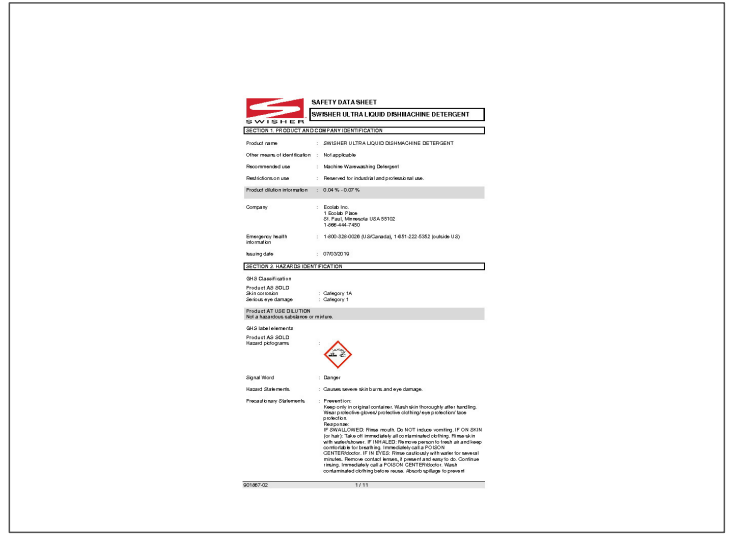 SWISHER
SAFETY DATA SHEET
SWISHER ULTRA LIQUID DISHMACHINE DETERGENT
SECTION 1. PRODUCT AND COMPANY IDENTIFICATION
Product name : SWISHER ULTRA LIQUID DISHMACHINE DETERGENT
Other means of identification : Not applicable
Recommended use : Machine Warewashing Detergent
Restrictions on use : Reserved for industrial and professional use.
Product dilution information : 0.04 % - 0.07 %
Company : Ecolab Inc.
1 Ecolab Place
St. Paul, Minnesota USA 55102
1-866-444-7450
Emergency health information : 1-800-328-0026 (US/Canada), 1-651-222-5352 (outside US)
Issuing date : 07/03/2019
SECTION 2. HAZARDS IDENTIFICATION
GHS Classification
Product AS SOLD
Skin corrosion : Category 1A
Serious eye damage : Category 1
Product AT USE DILUTION
Not a hazardous substance or mixture.
GHS label elements
Product AS SOLD
Hazard pictograms :
Signal Word : Danger
Hazard Statements : Causes severe skin burns and eye damage.
Precautionary Statements : Prevention:
Keep only in original container. Wash skin thoroughly after handling.
Wear protective gloves/ protective clothing/ eye protection/ face
protection.
Response:
IF SWALLOWED: Rinse mouth. Do NOT induce vomiting. IF ON SKIN
(or hair): Take off immediately all contaminated clothing. Rinse skin
with water/shower. IF INHALED: Remove person to fresh air and keep
comfortable for breathing. Immediately call a POISON
CENTER/doctor. IF IN EYES: Rinse cautiously with water for several
minutes. Remove contact lenses, if present and easy to do. Continue
rinsing. Immediately call a POISON CENTER/doctor. Wash
contaminated clothing before reuse. Absorb spillage to prevent
901867-02 1 / 11